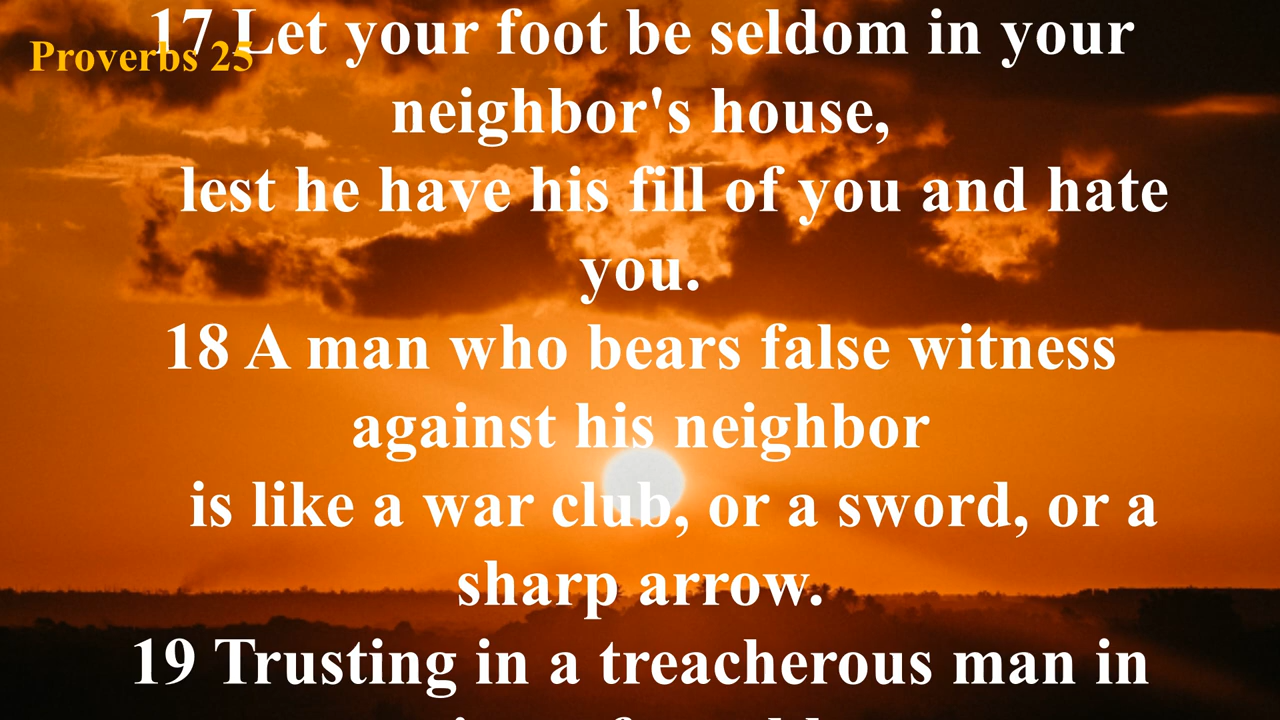 Proverbs 25
17 Let your foot be seldom in your
neighbor's house,
lest he have his fill of you and hate
you.
18 A man who bears false witness
against his neighbor
is like a war club, or a sword, or a
sharp arrow.
19 Trusting in a treacherous man in